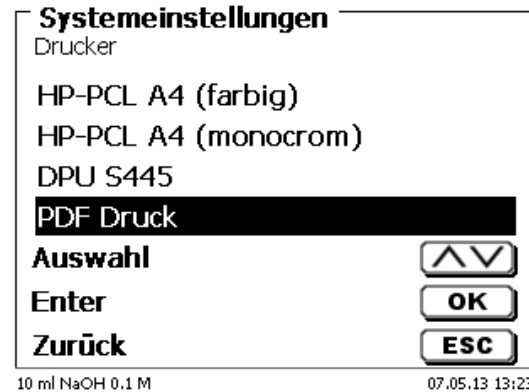 Systemeinstellungen
Drucker
HP-PCL A4 (farbig)
HP-PCL A4 (monocrom)
DPU S445
PDF Druck
Auswahl
Enter OK
Zurück ESC
10 ml NaOH 0.1 M 07.05.13 13:23